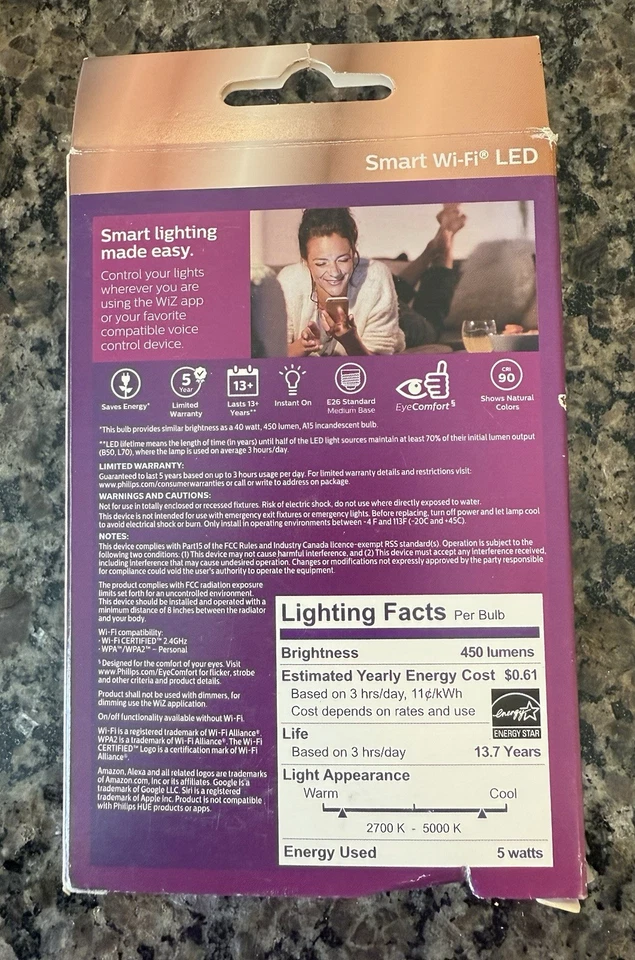 Smart Wi-Fi® LED
Smart lighting
made easy.
Control your lights
wherever you are
using the WiZ app
or your favorite
compatible voice
control device.
5
Year
13+
CRI
90
Saves Energy*
Limited
Warranty
Lasts 13+
Years**
Instant On
E26 Standard
Medium Base
EyeComfort §
Shows Natural
Colors
*This bulb provides similar brightness as a 40 watt, 450 lumen, A15 incandescent bulb.
**LED lifetime means the length of time (in years) until half of the LED light sources maintain at least 70% of their initial lumen output
(B50, L70), where the lamp is used on average 3 hours/day.
LIMITED WARRANTY:
Guaranteed to last 5 years based on up to 3 hours usage per day. For limited warranty details and restrictions visit:
www.philips.com/consumerwarranties or call or write to address on package.
WARNINGS AND CAUTIONS:
Not for use in totally enclosed or recessed fixtures. Risk of electric shock, do not use where directly exposed to water.
This device is not intended for use with emergency exit fixtures or emergency lights. Before replacing, turn off power and let lamp cool
to avoid electrical shock or burn. Only install in operating environments between -4 F and 113F (-20C and +45C).
NOTES:
This device complies with Part15 of the FCC Rules and Industry Canada licence-exempt RSS standard(s). Operation is subject to the
following two conditions: (1) This device may not cause harmful interference, and (2) This device must accept any interference received,
including interference that may cause undesired operation. Changes or modifications not expressly approved by the party responsible
for compliance could void the user's authority to operate the equipment.
The product complies with FCC radiation exposure
limits set forth for an uncontrolled environment.
This device should be installed and operated with a
minimum distance of 8 inches between the radiator
and your body.
Wi-Fi compatibility:
- Wi-Fi CERTIFIED™ 2.4GHz
- WPA™/WPA2™ – Personal
§ Designed for the comfort of your eyes. Visit
www.Philips.com/EyeComfort for flicker, strobe
and other criteria and product details.
Product shall not be used with dimmers, for
dimming use the WiZ application.
On/off functionality available without Wi-Fi.
Wi-Fi is a registered trademark of Wi-Fi Alliance®.
WPA2 is a trademark of Wi-Fi Alliance®. The Wi-Fi
CERTIFIED™ Logo is a certification mark of Wi-Fi
Alliance®.
Amazon, Alexa and all related logos are trademarks
of Amazon.com, Inc or its affiliates. Google is a
trademark of Google LLC. Siri is a registered
trademark of Apple Inc. Product is not compatible
with Philips HUE products or apps.
Lighting Facts Per Bulb
Brightness 450 lumens
Estimated Yearly Energy Cost $0.61
Based on 3 hrs/day, 11¢/kWh
Cost depends on rates and use
energy
ENERGY STAR
Life
Based on 3 hrs/day 13.7 Years
Light Appearance
Warm Cool
2700 K - 5000 K
Energy Used 5 watts